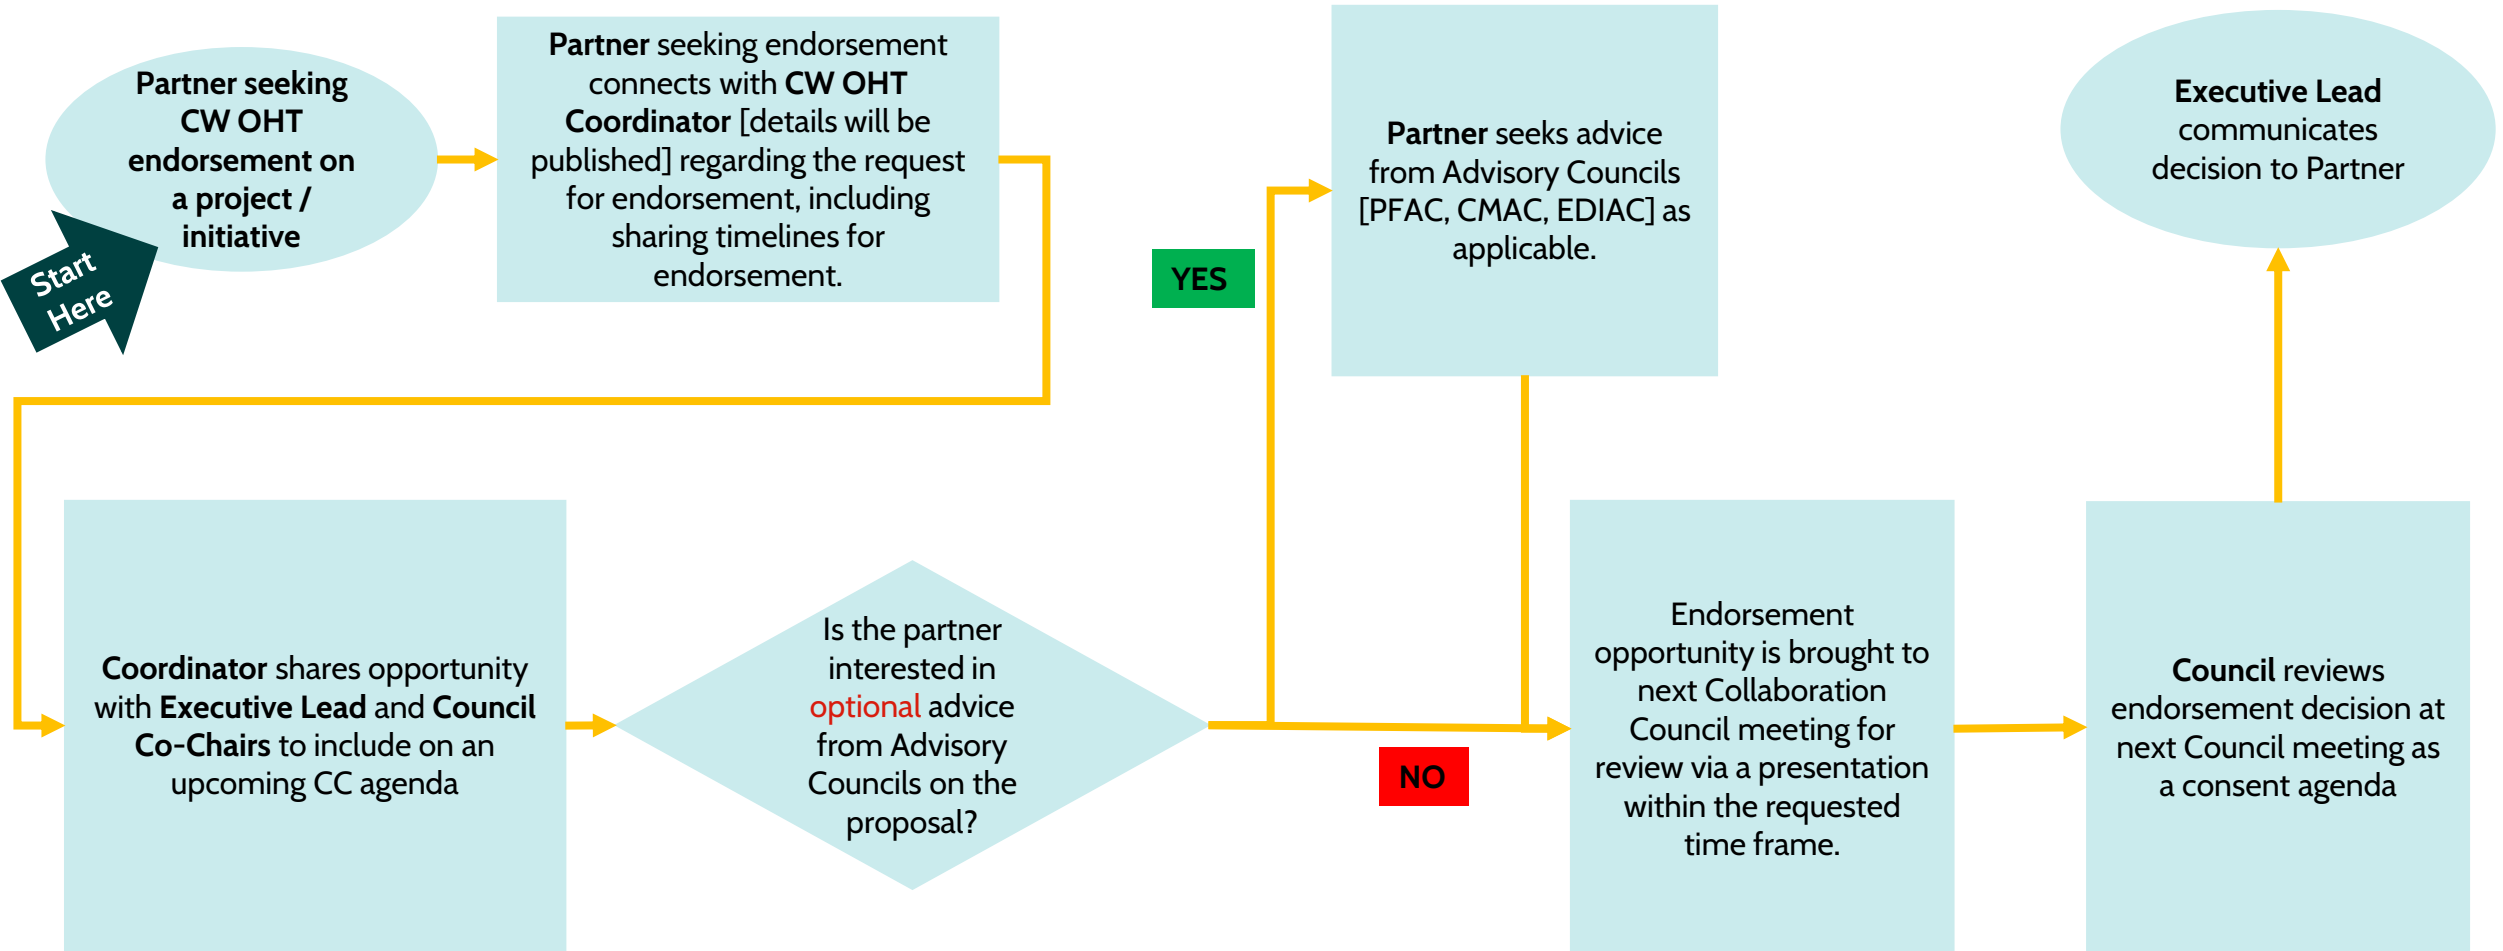 Partner seeking
CW OHT
endorsement on
a project /
initiative
Start
Here
Partner seeking endorsement
connects with CW OHT
Coordinator [details will be
published] regarding the request
for endorsement, including
sharing timelines for
endorsement.
Coordinator shares opportunity
with Executive Lead and Council
Co-Chairs to include on an
upcoming CC agenda
Is the partner
interested in
optional advice
from Advisory
Councils on the
proposal?
YES
Partner seeks advice
from Advisory Councils
[PFAC, CMAC, EDIAC] as
applicable.
NO
Endorsement
opportunity is brought to
next Collaboration
Council meeting for
review via a presentation
within the requested
time frame.
Council reviews
endorsement decision at
next Council meeting as
a consent agenda
Executive Lead
communicates
decision to Partner